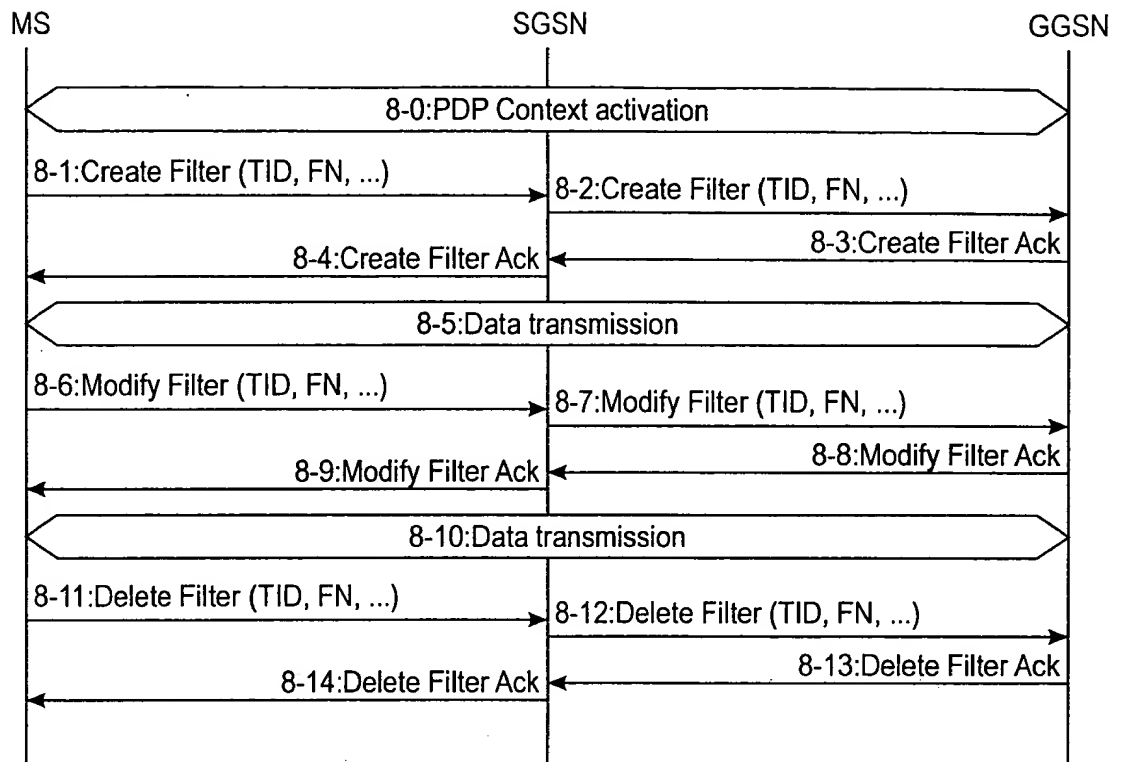 MS
SGSN
GGSN
8-0:PDP Context activation
8-1:Create Filter (TID, FN, ...)
8-2:Create Filter (TID, FN, ...)
8-3:Create Filter Ack
8-4:Create Filter Ack
8-5:Data transmission
8-6:Modify Filter (TID, FN, ...)
8-7:Modify Filter (TID, FN, ...)
8-8:Modify Filter Ack
8-9:Modify Filter Ack
8-10:Data transmission
8-11:Delete Filter (TID, FN, ...)
8-12:Delete Filter (TID, FN, ...)
8-13:Delete Filter Ack
8-14:Delete Filter Ack